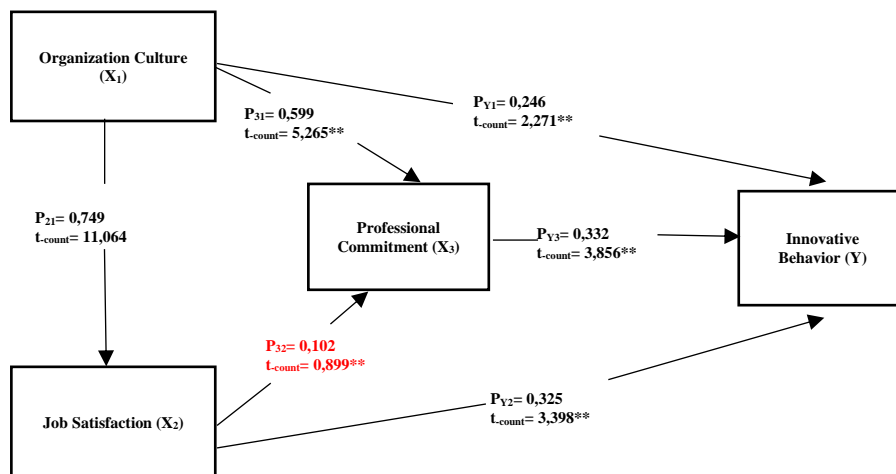 Organization Culture
(X1)
PY1= 0,246
t-count= 2,271**
P31= 0,599
t-count= 5,265**
P21= 0,749
t-count= 11,064
Professional
Commitment (X3)
PY3= 0,332
t-count= 3,856**
Innovative
Behavior (Y)
P32= 0,102
t-count= 0,899**
PY2= 0,325
t-count= 3,398**
Job Satisfaction (X2)